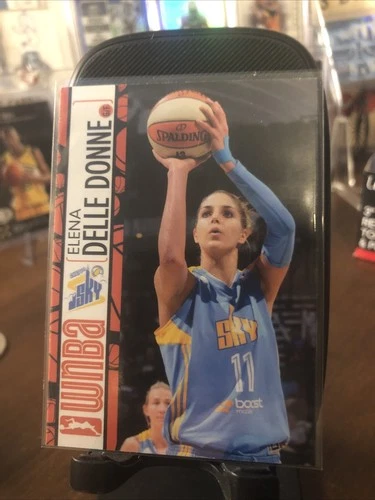 ELENA
DELLE DONNE
SKY
WNBA
SPALDING
SKY
11
boost